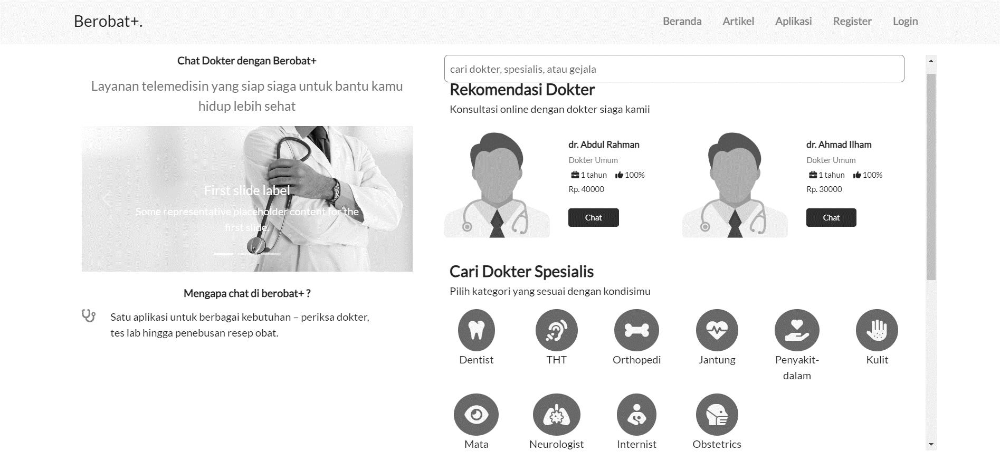 Berobat+.
Beranda
Artikel
Aplikasi
Register
Login
Chat Dokter dengan Berobat+
Layanan telemedisin yang siap siaga untuk bantu kamu
hidup lebih sehat
First slide label
Some representative placeholder content for the
first slide.
Mengapa chat di berobat+ ?
Satu aplikasi untuk berbagai kebutuhan – periksa dokter,
tes lab hingga penebusan resep obat.
cari dokter, spesialis, atau gejala
Rekomendasi Dokter
Konsultasi online dengan dokter siaga kamii
dr. Abdul Rahman
Dokter Umum
1 tahun 100%
Rp. 40000
Chat
dr. Ahmad Ilham
Dokter Umum
1 tahun 100%
Rp. 30000
Chat
Cari Dokter Spesialis
Pilih kategori yang sesuai dengan kondisimu
Dentist
THT
Orthopedi
Jantung
Penyakit-
dalam
Kulit
Mata
Neurologist
Internist
Obstetrics